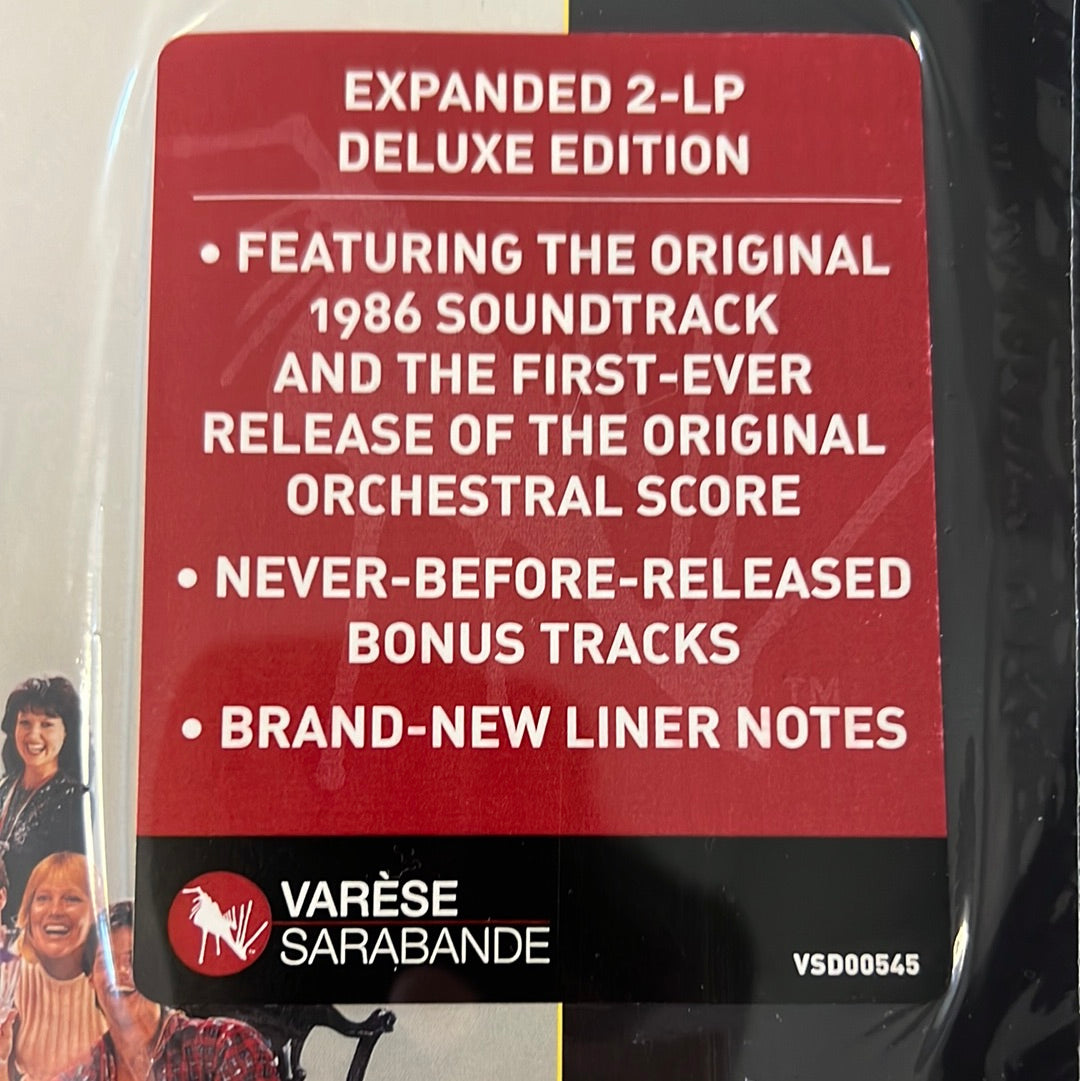 EXPANDED 2-LP
DELUXE EDITION
• FEATURING THE ORIGINAL
1986 SOUNDTRACK
AND THE FIRST-EVER
RELEASE OF THE ORIGINAL
ORCHESTRAL SCORE
• NEVER-BEFORE-RELEASED
BONUS TRACKS
TM
• BRAND-NEW LINER NOTES
VARÈSE
SARABANDE
VSD00545